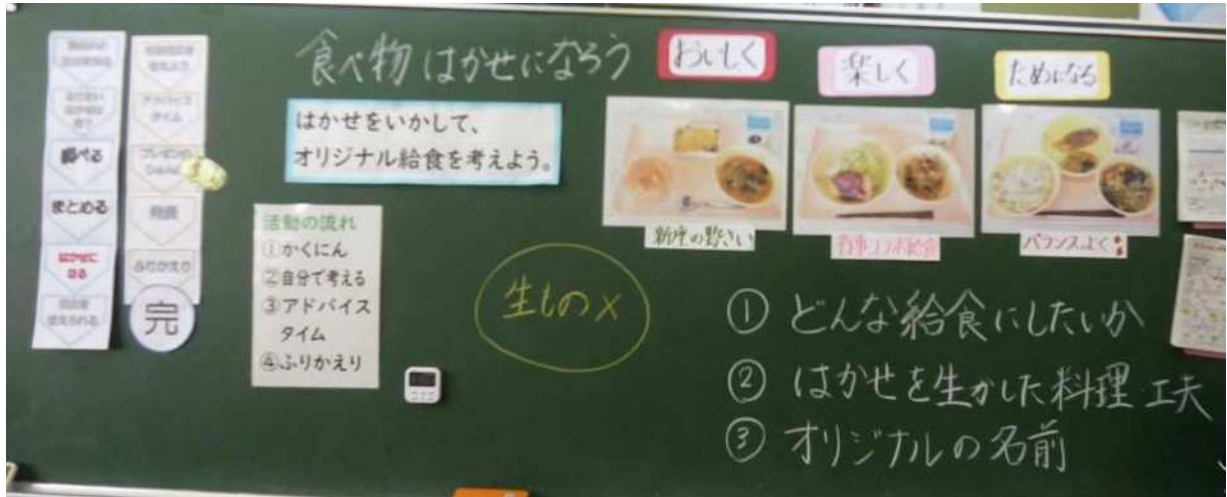 食べ物はかせになろう
おいしく
楽しく
ためになる
はかせをいかして、
オリジナル給食を考えよう。
調べる
まとめる
はかせに
なる
アドバイス
タイム
発表
ふりかえり
完
活動の流れ
①かくにん
②自分で考える
③アドバイス
タイム
④ふりかえり
生もの×
新座の野さい
行事コラボ給食
バランスよく
① どんな給食にしたいか
② はかせを生かした料理 工夫
③ オリジナルの名前